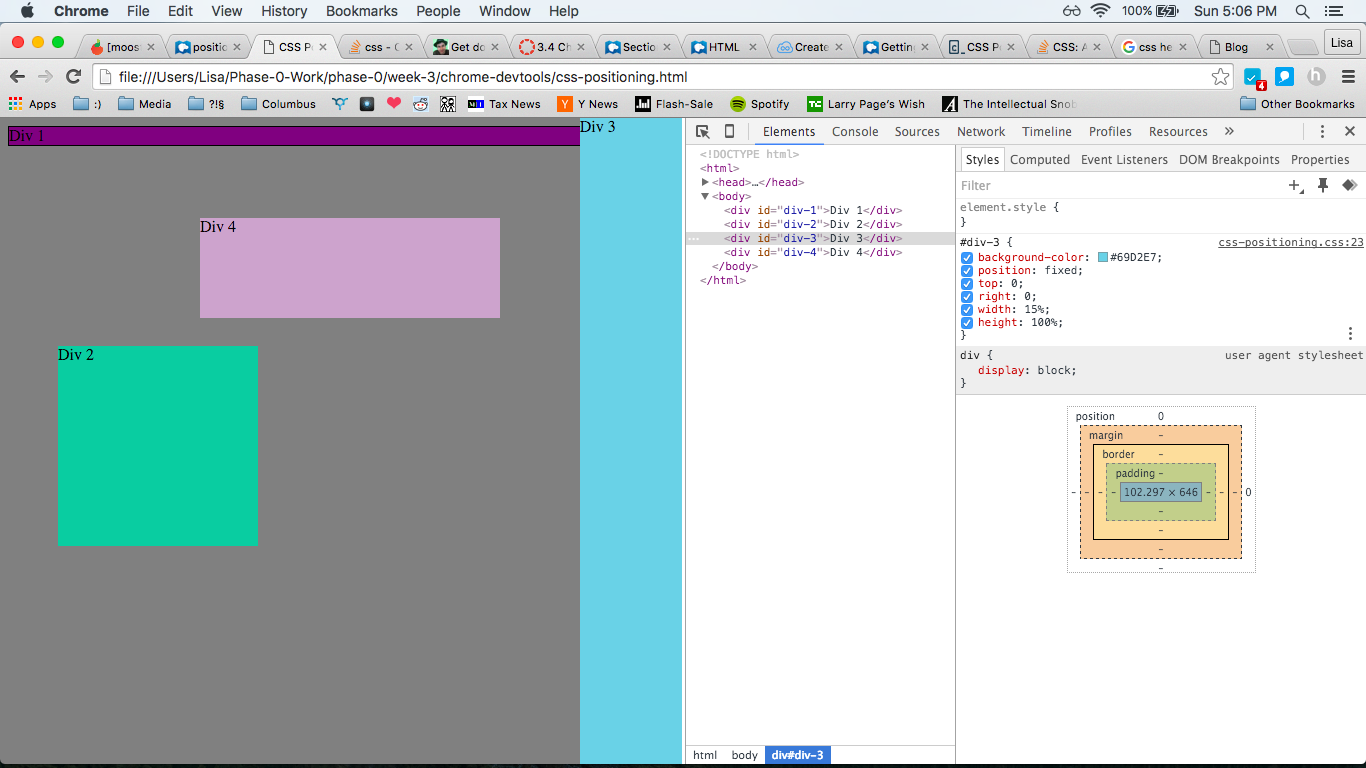 Chrome File Edit View History Bookmarks People Window Help 100% Sun 5:06 PM
[moos positio CSS P css - Get do 3.4 Ch Sectio HTML Create Getting C_ CSS P CSS: A css he Blog Lisa
file:///Users/Lisa/Phase-0-Work/phase-0/week-3/chrome-devtools/css-positioning.html 4
Apps :) Media ?!§ Columbus Tax News Y Y News Flash-Sale Spotify TC Larry Page's Wish A The Intellectual Snob Other Bookmarks
Div 1
Div 3
Div 4
Div 2
Elements Console Sources Network Timeline Profiles Resources »
<!DOCTYPE html>
<html>
▶<head>…</head>
▼<body>
<div id="div-1">Div 1</div>
<div id="div-2">Div 2</div>
<div id="div-3">Div 3</div>
<div id="div-4">Div 4</div>
</body>
</html>
html body div#div-3
Styles Computed Event Listeners DOM Breakpoints Properties
Filter
element.style {
}
#div-3 { css-positioning.css:23
background-color: #69D2E7;
position: fixed;
top: 0;
right: 0;
width: 15%;
height: 100%;
}
div { user agent stylesheet
display: block;
}
position 0
margin -
border -
padding -
- - - - 102.297 × 646 - - - 0
-
-
-
-